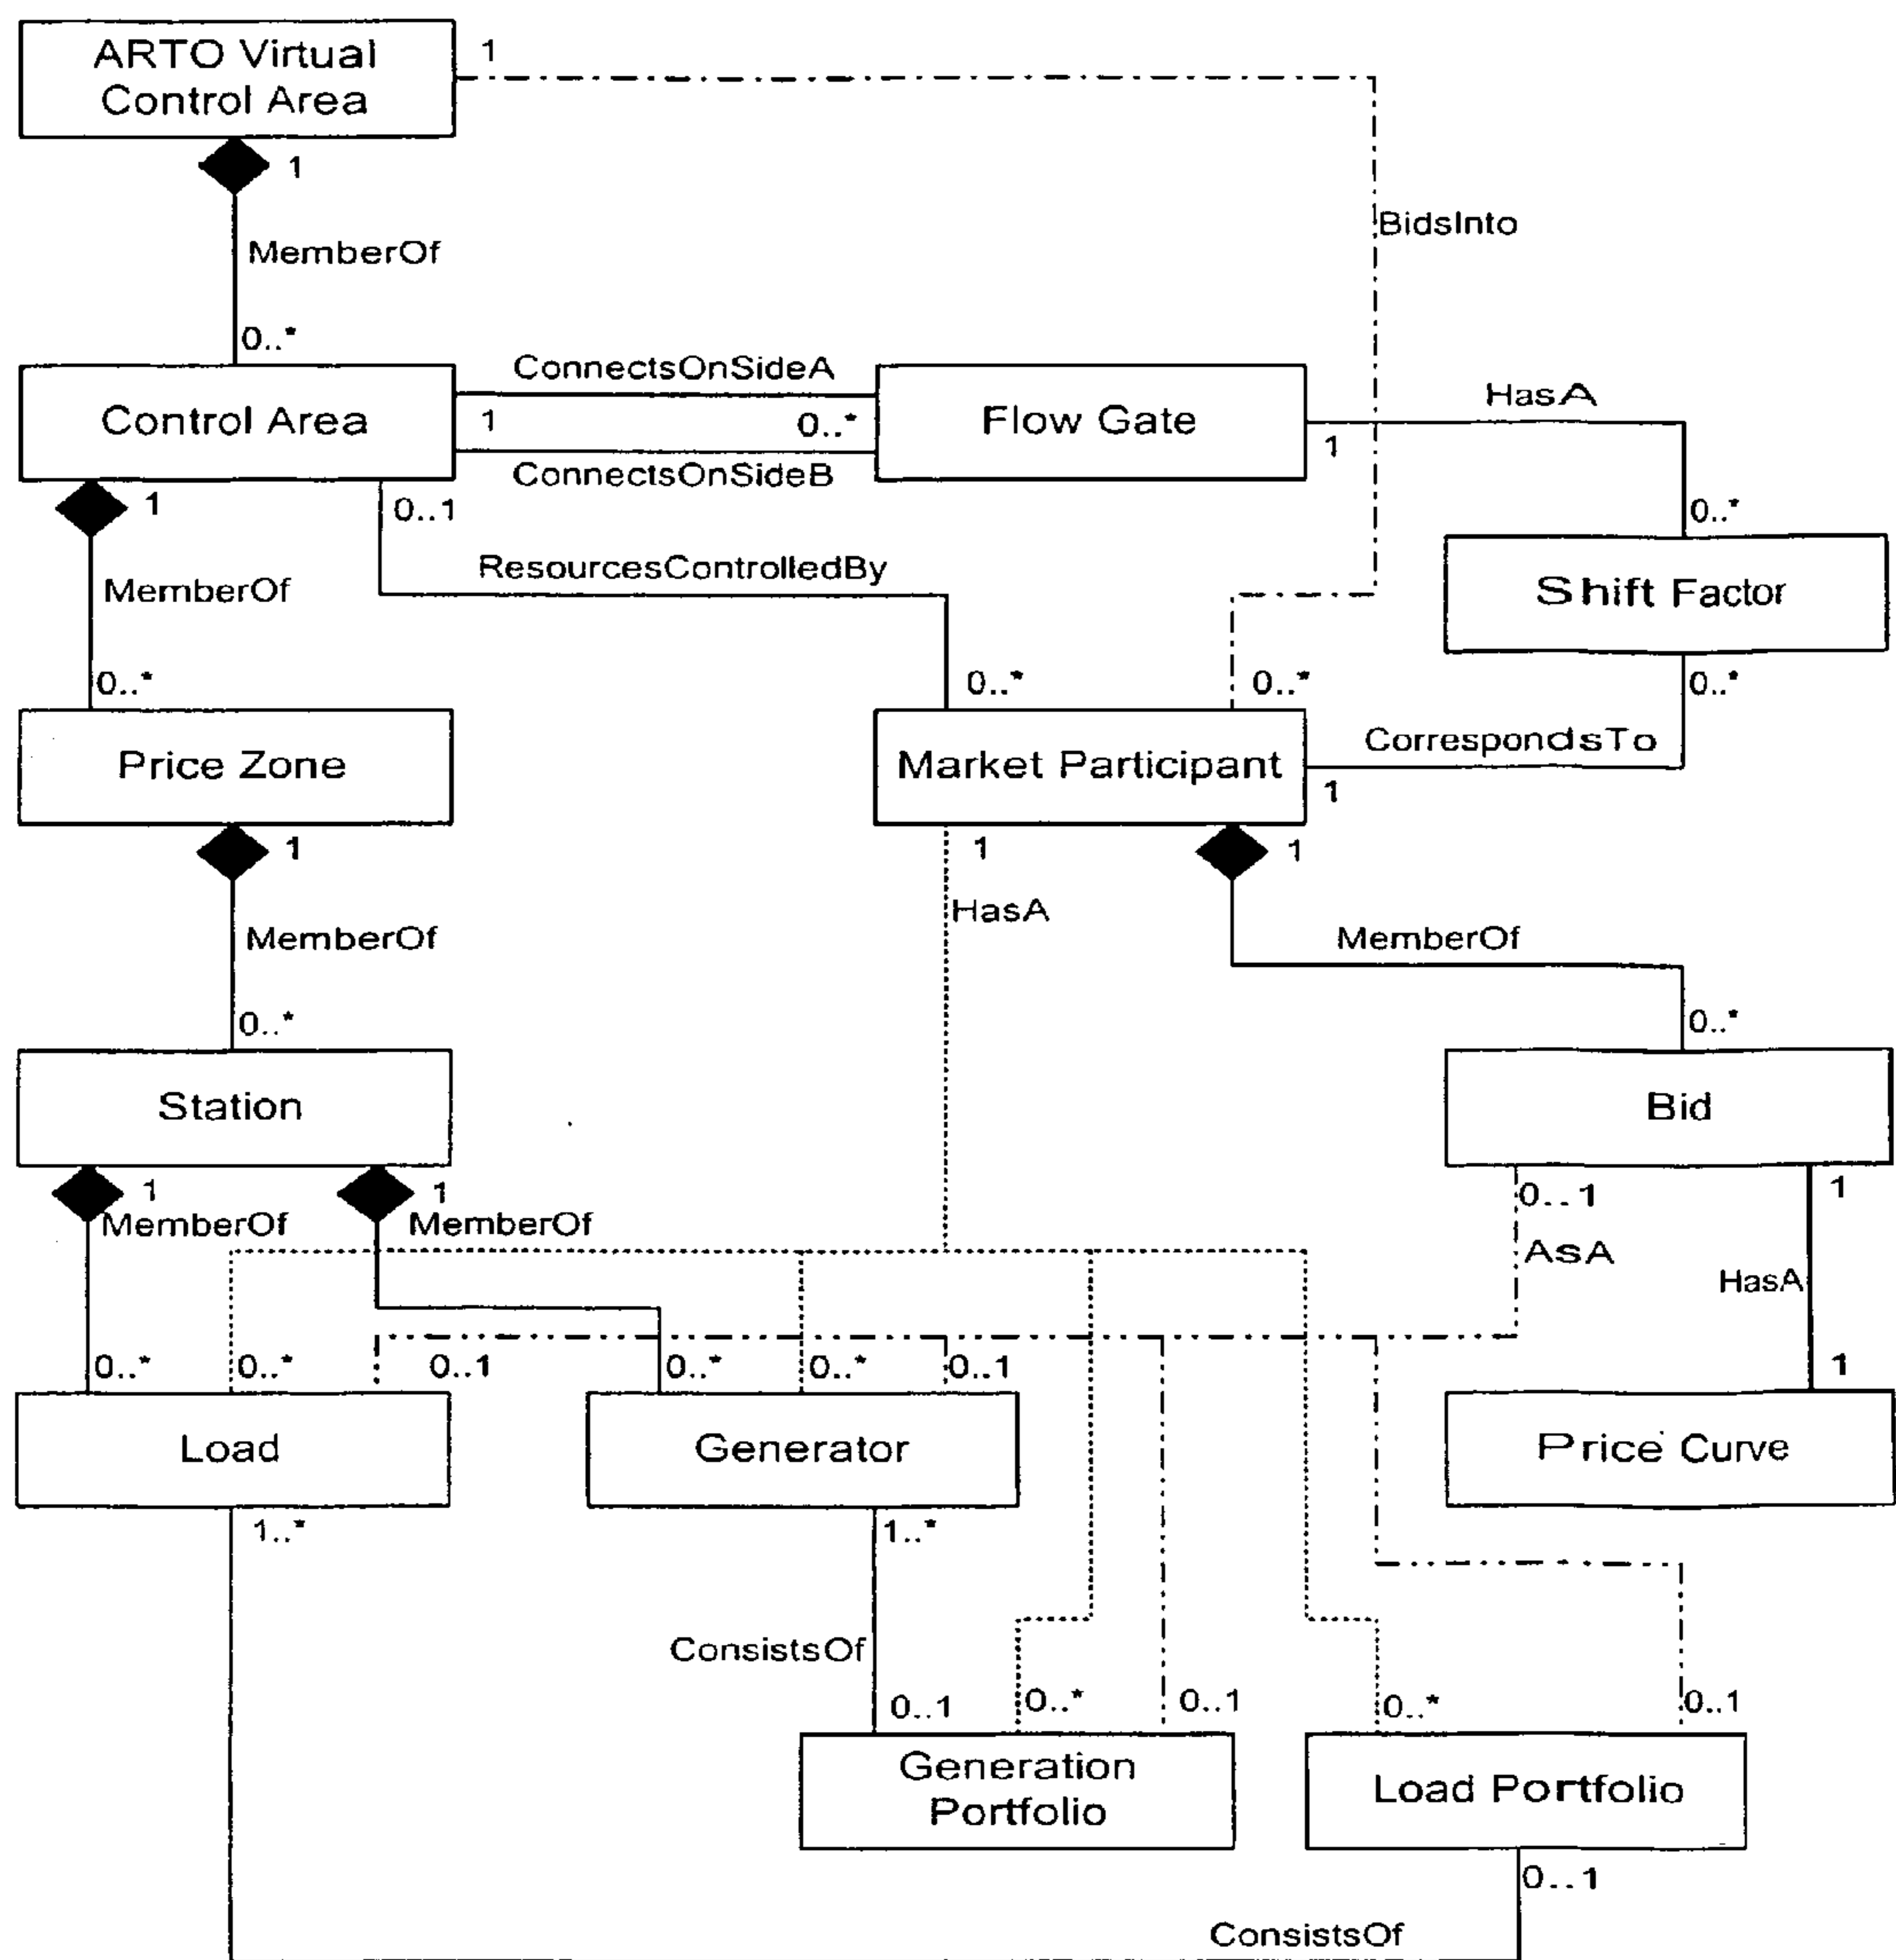 ARTO Virtual
Control Area
1
1
BidsInto
MemberOf
0..*
Control Area
ConnectsOnSideA
1
0..*
ConnectsOnSideB
Flow Gate
HasA
1
0..*
1
0..1
ResourcesControlledBy
MemberOf
Shift Factor
0..*
0..*
0..*
0..*
Price Zone
Market Participant
CorrespondsTo
1
1
1
1
HasA
MemberOf
MemberOf
0..*
0..*
Station
Bid
1
1
0..1
1
MemberOf
MemberOf
AsA
HasA
0..*
0..*
0..1
0..*
0..*
0..1
1
Load
Generator
Price Curve
1..*
1..*
ConsistsOf
0..1
0..*
0..1
0..*
0..1
Generation
Portfolio
Load Portfolio
0..1
ConsistsOf